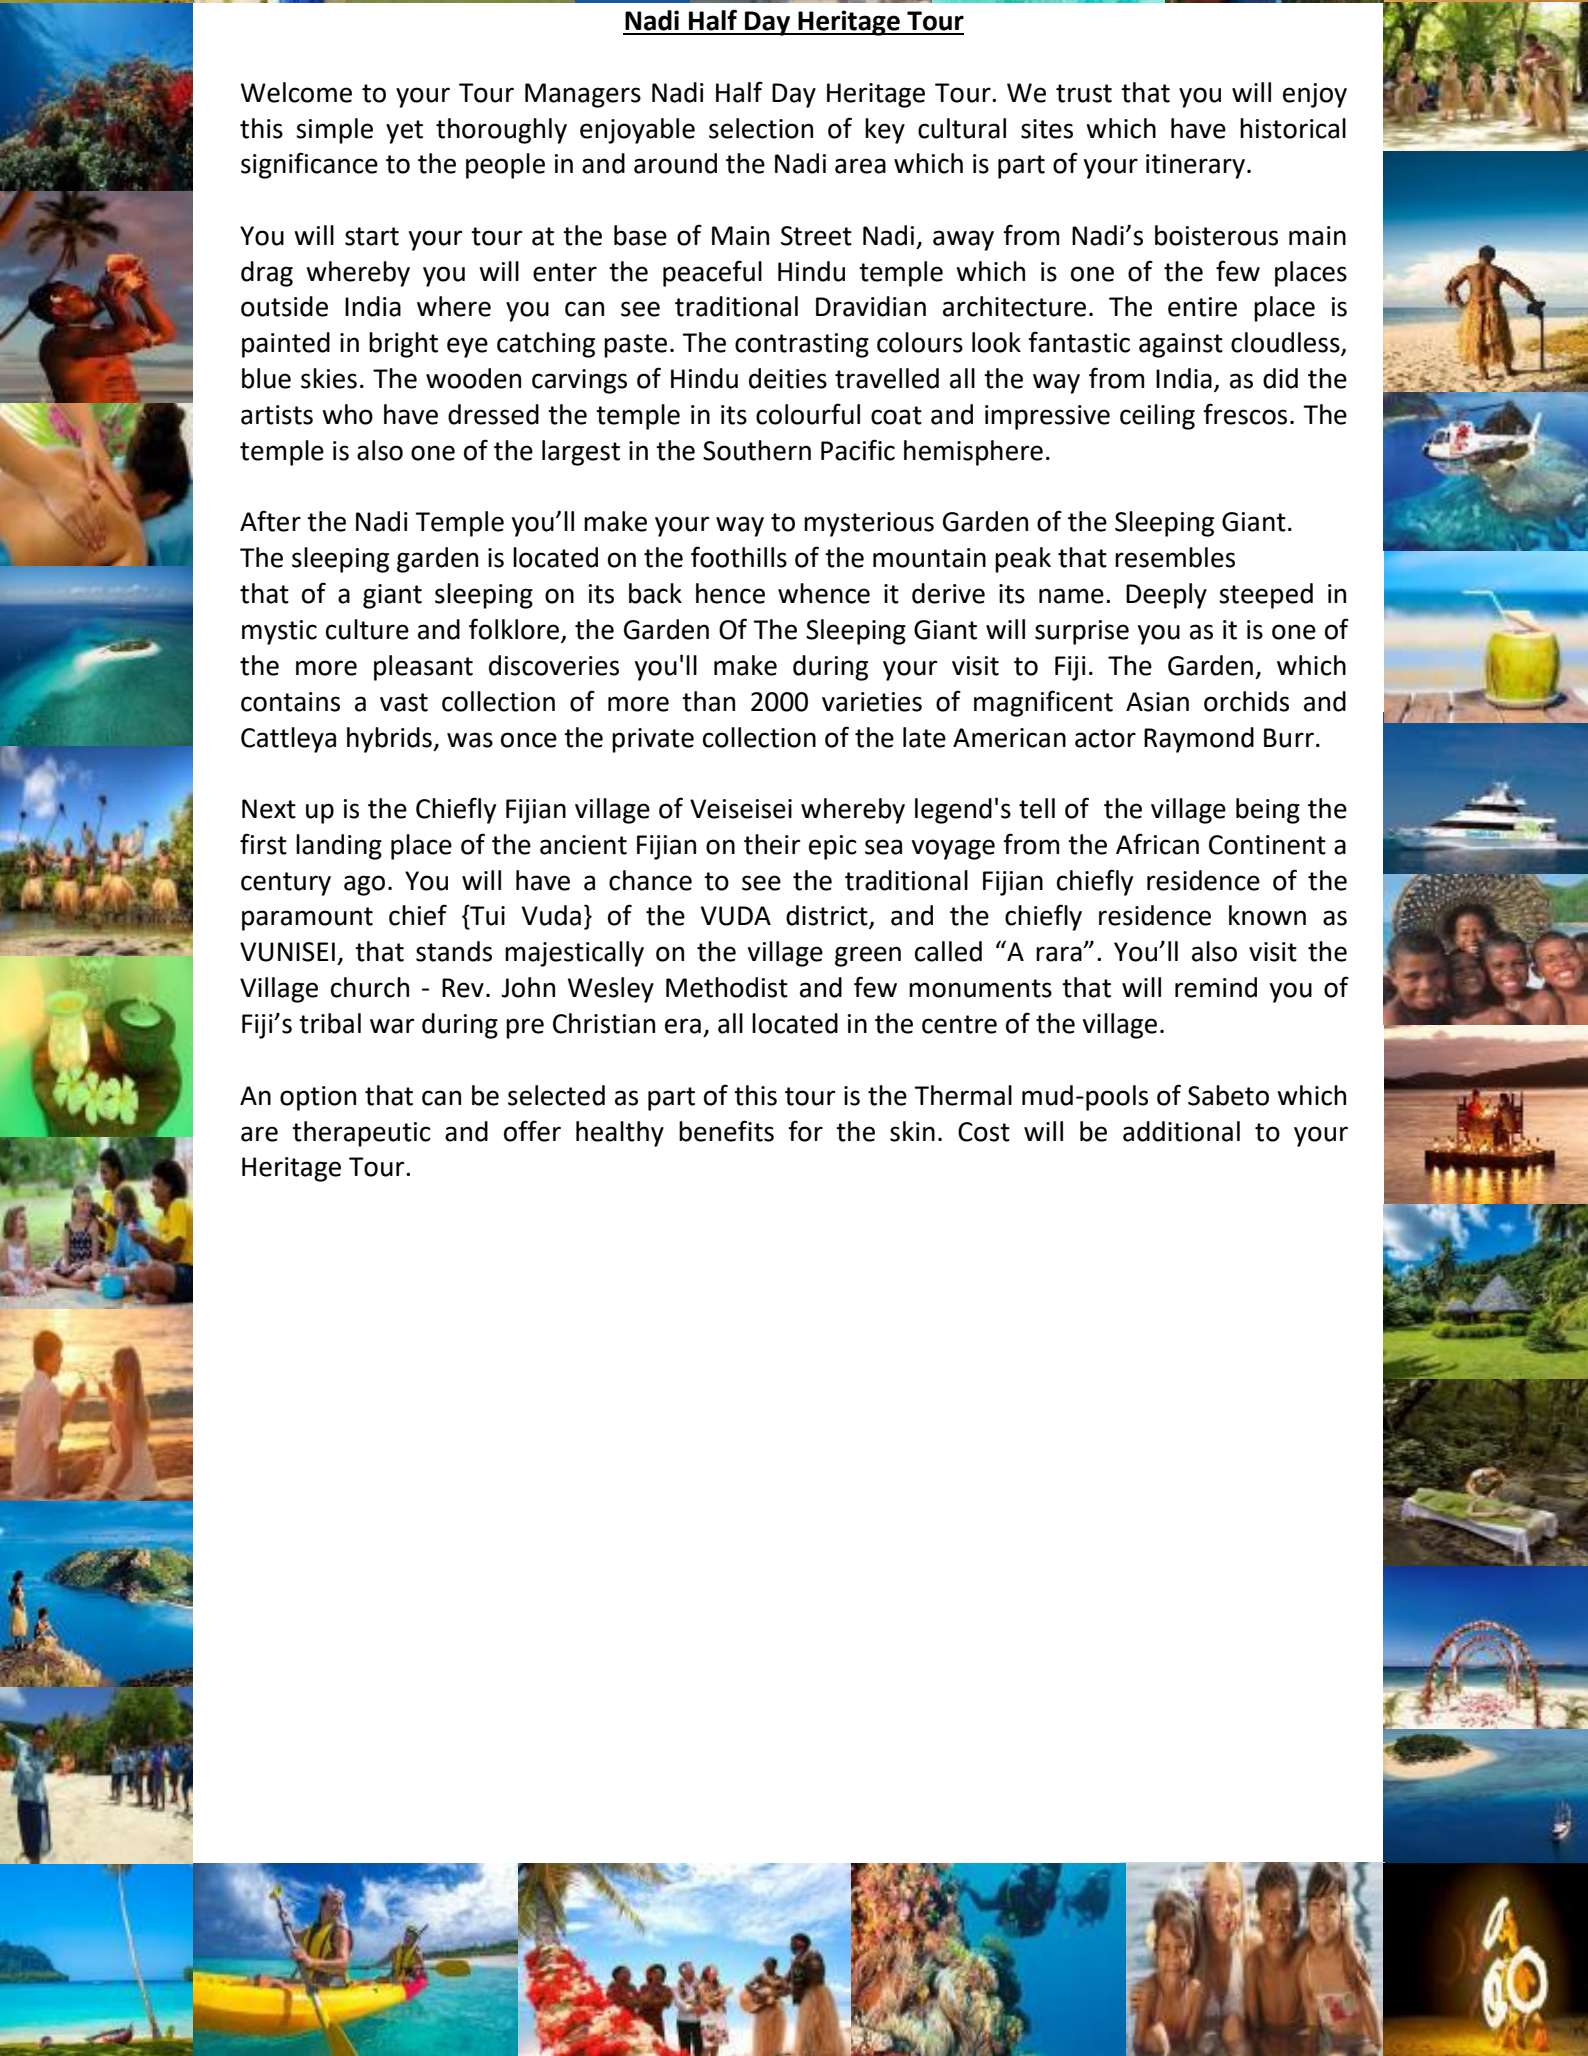 Nadi Half Day Heritage Tour
Welcome to your Tour Managers Nadi Half Day Heritage Tour. We trust that you will enjoy
this simple yet thoroughly enjoyable selection of key cultural sites which have historical
significance to the people in and around the Nadi area which is part of your itinerary.
You will start your tour at the base of Main Street Nadi, away from Nadi’s boisterous main
drag whereby you will enter the peaceful Hindu temple which is one of the few places
outside India where you can see traditional Dravidian architecture. The entire place is
painted in bright eye catching paste. The contrasting colours look fantastic against cloudless,
blue skies. The wooden carvings of Hindu deities travelled all the way from India, as did the
artists who have dressed the temple in its colourful coat and impressive ceiling frescos. The
temple is also one of the largest in the Southern Pacific hemisphere.
After the Nadi Temple you’ll make your way to mysterious Garden of the Sleeping Giant.
The sleeping garden is located on the foothills of the mountain peak that resembles
that of a giant sleeping on its back hence whence it derive its name. Deeply steeped in
mystic culture and folklore, the Garden Of The Sleeping Giant will surprise you as it is one of
the more pleasant discoveries you'll make during your visit to Fiji. The Garden, which
contains a vast collection of more than 2000 varieties of magnificent Asian orchids and
Cattleya hybrids, was once the private collection of the late American actor Raymond Burr.
Next up is the Chiefly Fijian village of Veiseisei whereby legend's tell of the village being the
first landing place of the ancient Fijian on their epic sea voyage from the African Continent a
century ago. You will have a chance to see the traditional Fijian chiefly residence of the
paramount chief {Tui Vuda} of the VUDA district, and the chiefly residence known as
VUNISEI, that stands majestically on the village green called “A rara”. You’ll also visit the
Village church - Rev. John Wesley Methodist and few monuments that will remind you of
Fiji’s tribal war during pre Christian era, all located in the centre of the village.
An option that can be selected as part of this tour is the Thermal mud-pools of Sabeto which
are therapeutic and offer healthy benefits for the skin. Cost will be additional to your
Heritage Tour.